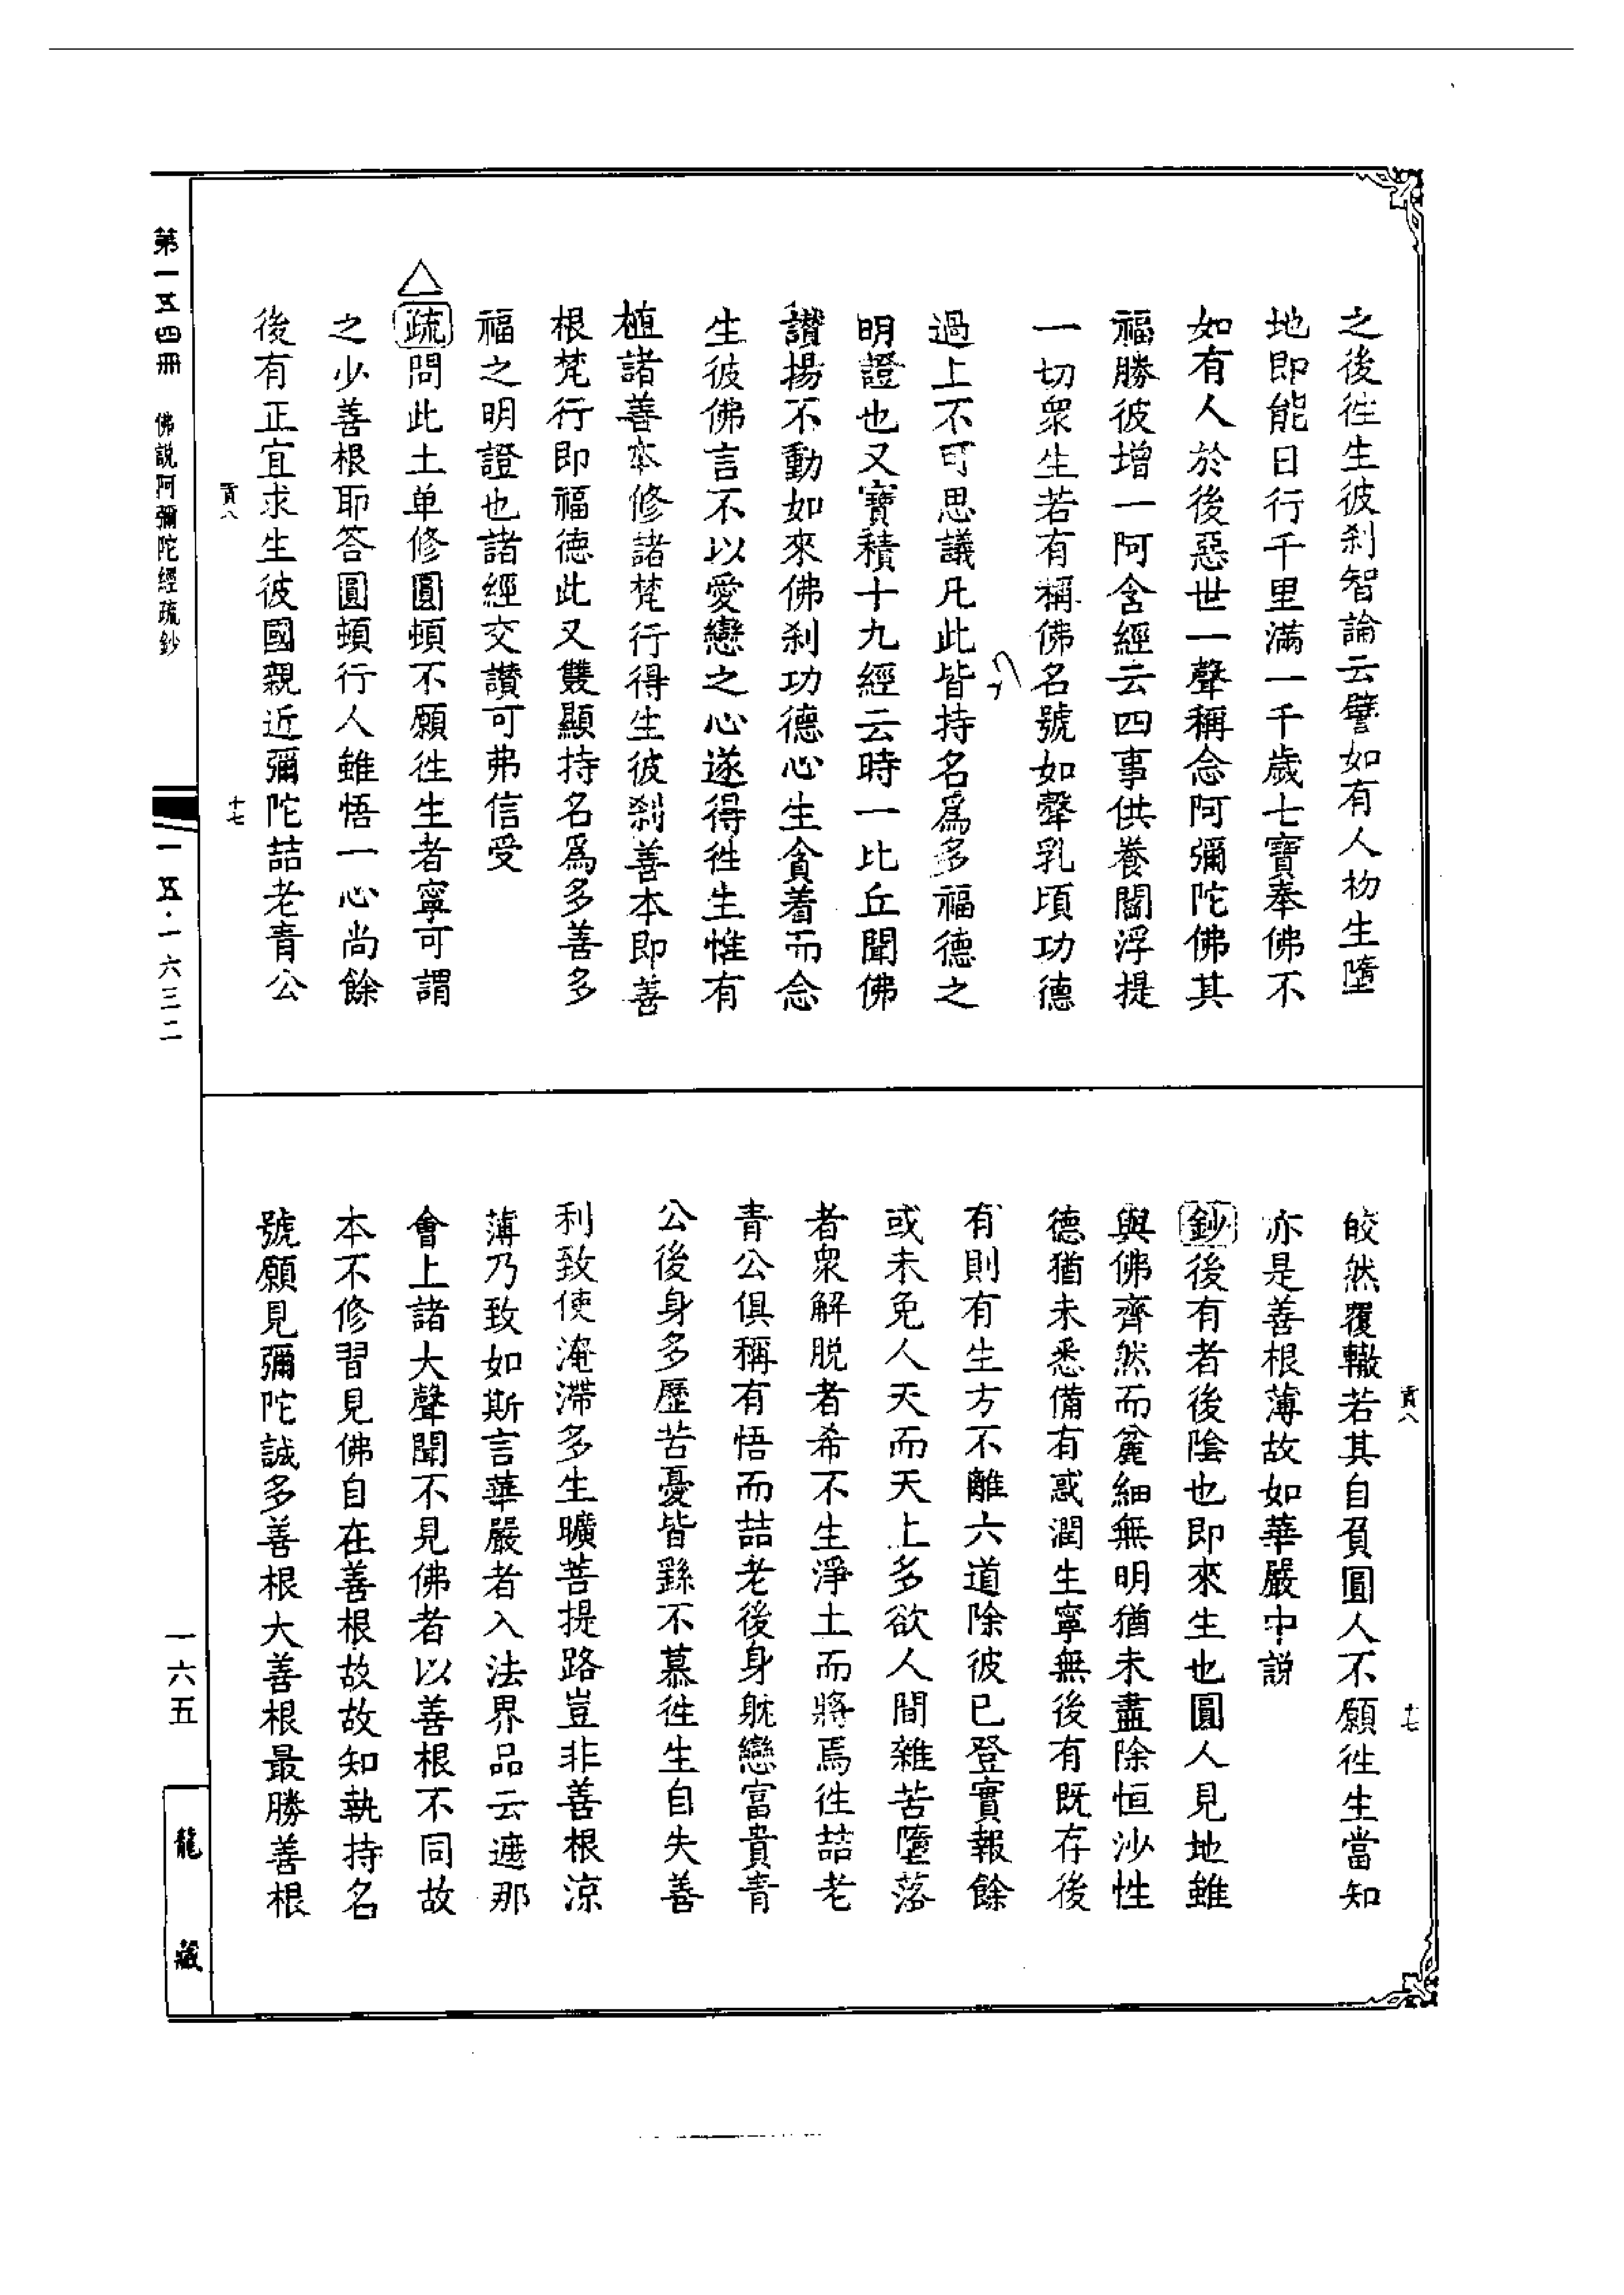 之後徃生彼刹智論云譬如有人初生墮
地即能日行千里滿一千歲七寶奉佛不
如有人於後惡世一聲稱念阿彌陀佛其
福勝彼增一阿含經云四事供養閻浮提
一切衆生若有稱佛名號如𤛓乳頃功德
過上不可思議凡此皆持名爲多福德之
明證也又寶積十九經云時一比丘聞佛
讃揚不動如來佛刹功德心生貪着而念
生彼佛言不以愛戀之心遂得徃生惟有
植諸善本修諸梵行得生彼刹善本即善
根梵行即福德此又雙顯持名爲多善多
福之明證也諸經交讃可弗信受
△疏問此土单修圓頓不願徃生者寧可謂
之少善根耶答圓頓行人雖悟一心尚餘
後有正宜求生彼國親近彌陀喆老青公
貢八 十七
貢八 十七
皎然覆轍若其自負圓人不願徃生當知
亦是善根薄故如華嚴中說
鈔後有者後陰也即來生也圓人見地雖
與佛齊然而麄細無明猶未盡除恒沙性
德猶未悉備有惑潤生寧無後有既存後
有則有生方不離六道除彼已登實報餘
或未免人天而天上多欲人間雜苦墮落
者衆解脱者希不生淨土而將焉徃喆老
青公俱稱有悟而喆老後身躭戀富貴青
公後身多歷苦憂皆繇不慕徃生自失善
利致使淹滯多生曠菩提路豈非善根涼
薄乃致如斯言華嚴者入法界品云遮那
會上諸大聲聞不見佛者以善根不同故
本不修習見佛自在善根故故知執持名
號願見彌陀誠多善根大善根最勝善根
第一五四冊 佛説阿彌陀經疏鈔
一五·一六三二
一六五
龍藏